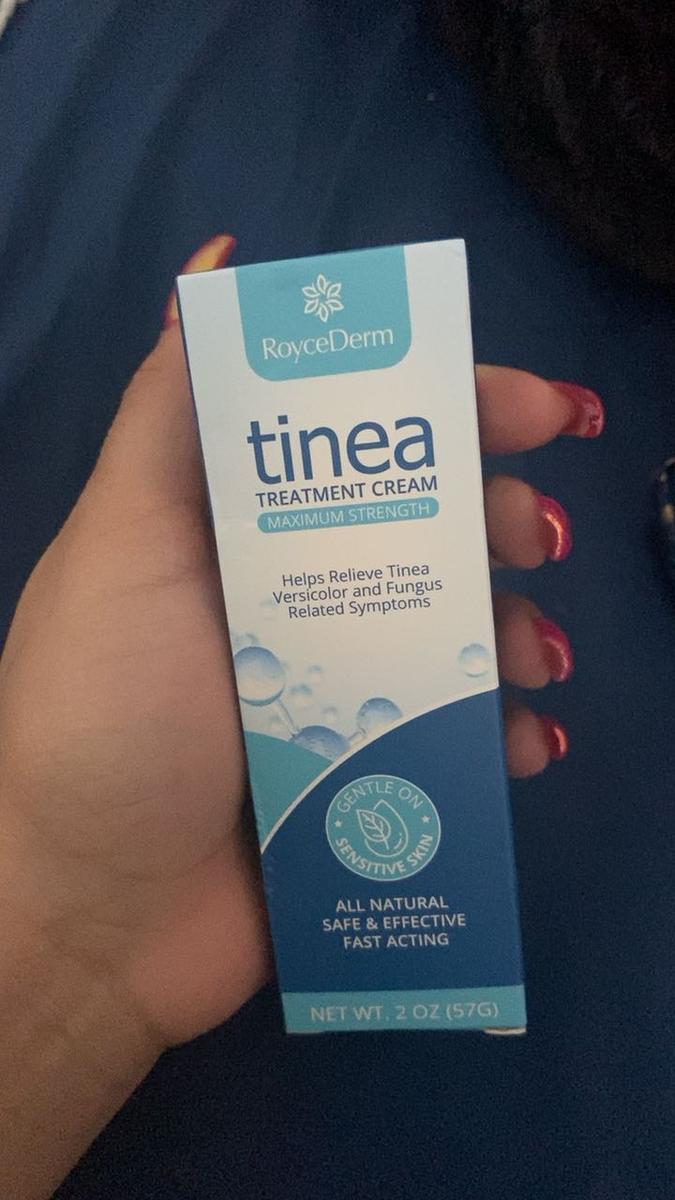 RoyceDerm
tinea
TREATMENT CREAM
MAXIMUM STRENGTH
Helps Relieve Tinea
Versicolor and Fungus
Related Symptoms
GENTLE ON
SENSITIVE SKIN
ALL NATURAL
SAFE & EFFECTIVE
FAST ACTING
NET WT. 2 OZ (57G)